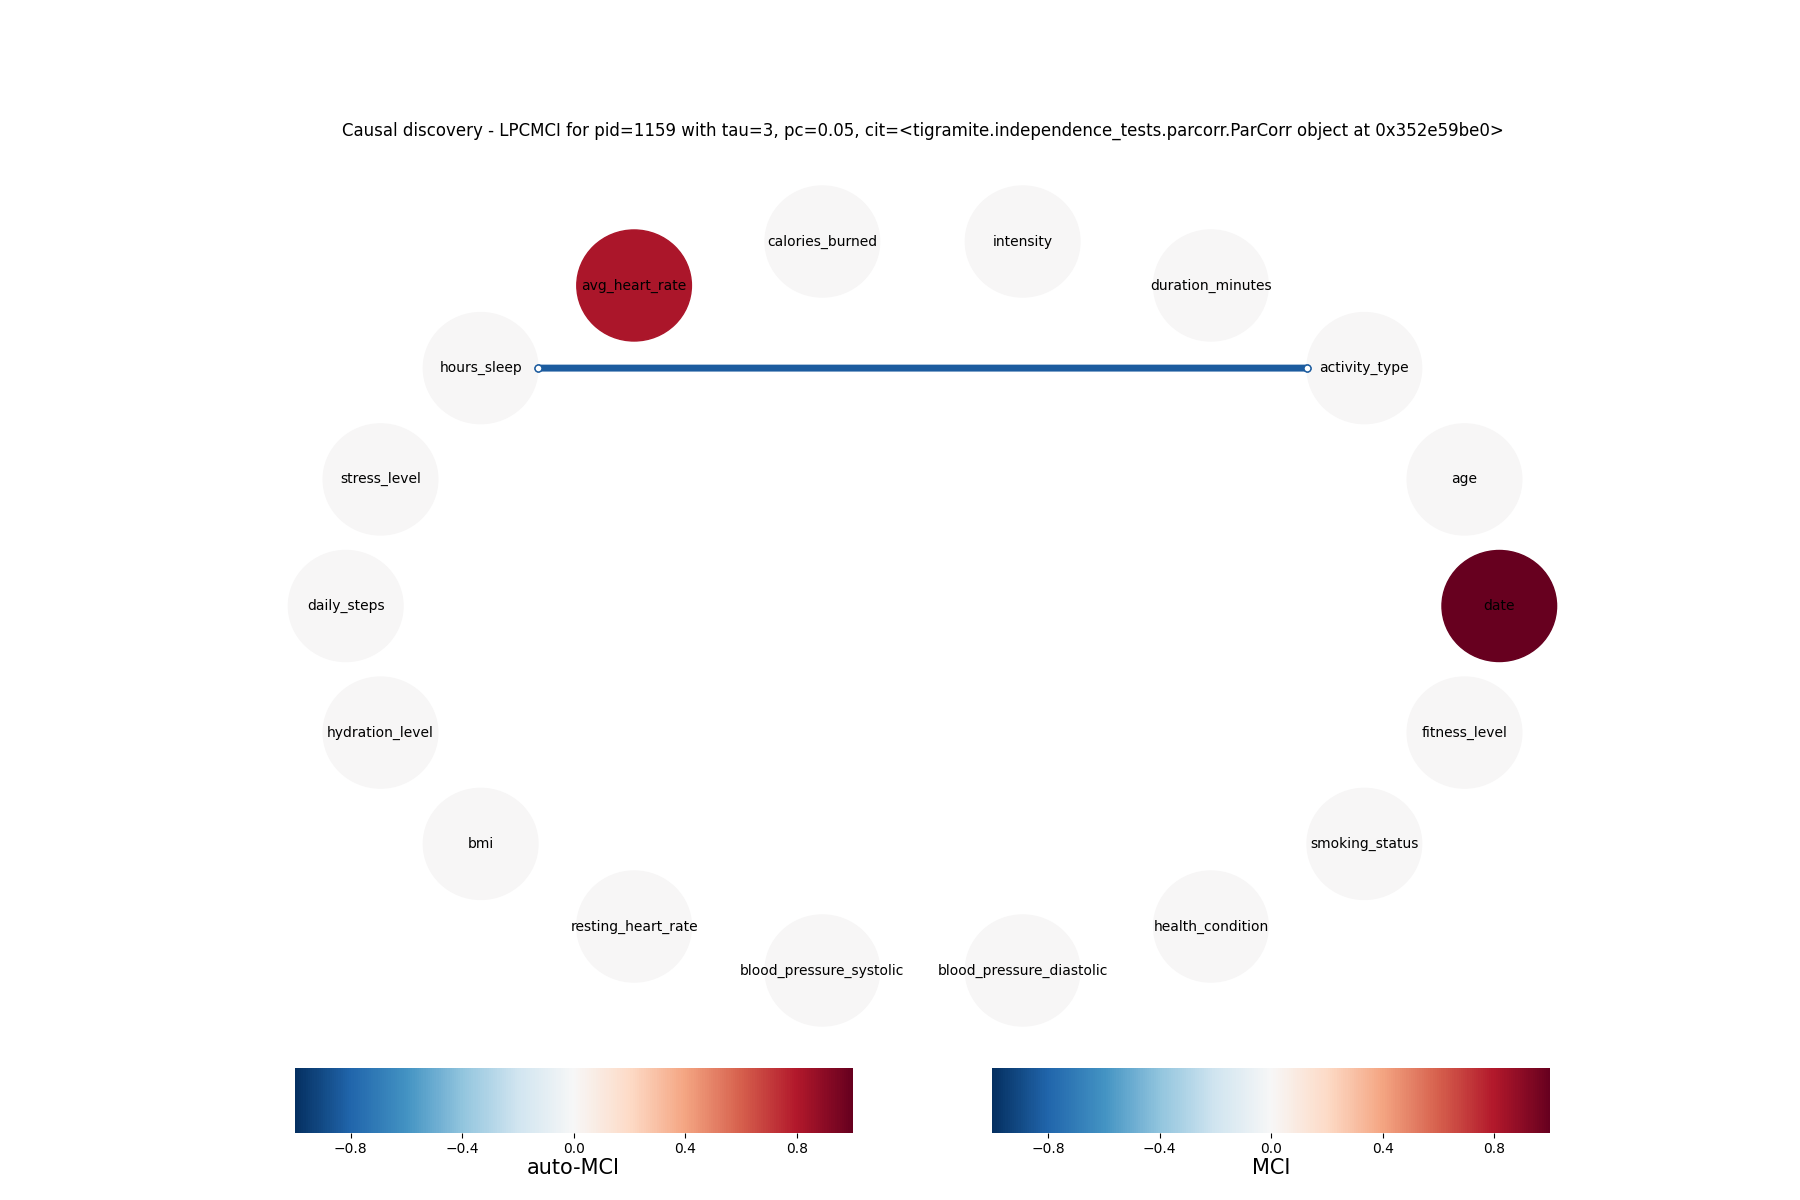 Causal discovery - LPCMCI for pid=1159 with tau=3, pc=0.05, cit=<tigramite.independence_tests.parcorr.ParCorr object at 0x352e59be0>
calories_burned
intensity
avg_heart_rate
duration_minutes
hours_sleep
activity_type
stress_level
age
daily_steps
date
hydration_level
fitness_level
bmi
smoking_status
resting_heart_rate
health_condition
blood_pressure_systolic
blood_pressure_diastolic
−0.8 −0.4 0.0 0.4 0.8
auto-MCI
−0.8 −0.4 0.0 0.4 0.8
MCI